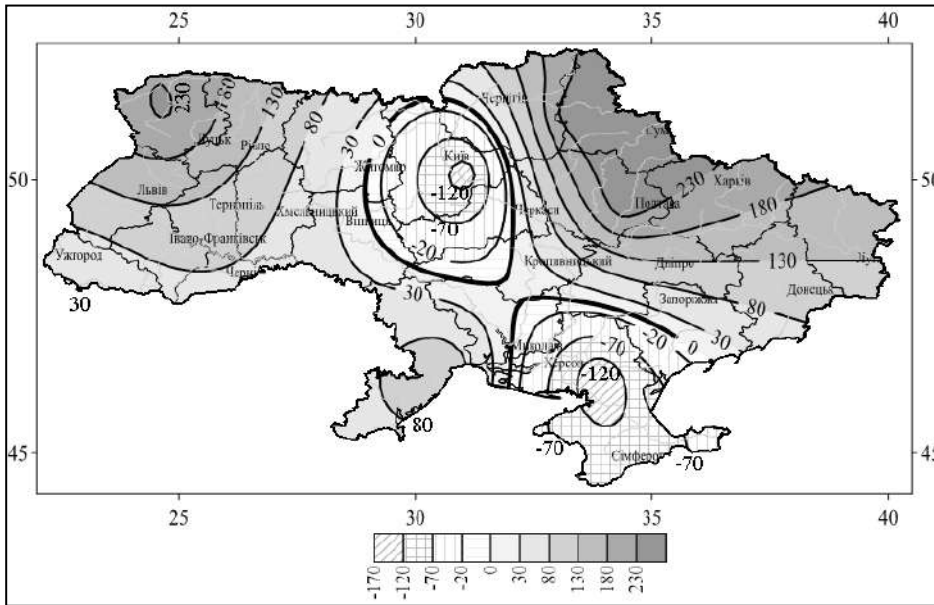 25 30 35 40
50 50
45 45
230 180 130 80 30 0
Чернігів
Луцьк Рівне
Житомир Київ
-120
-70
-20
Суми
Львів
Тернопіль
Хмельницький
Вінниця
Черкаси
Полтава
Харків
230
180
Ужгород
Івано-Франківськ
Кропивницький
Дніпро
130
Донецьк
30
30
Запоріжжя
80
Миколаїв
Херсон
-70
-20
0
30
-120
80
-70
Сімферо
-70
25 30 35 40
-170 -120 -70 -20 0 30 80 130 180 230